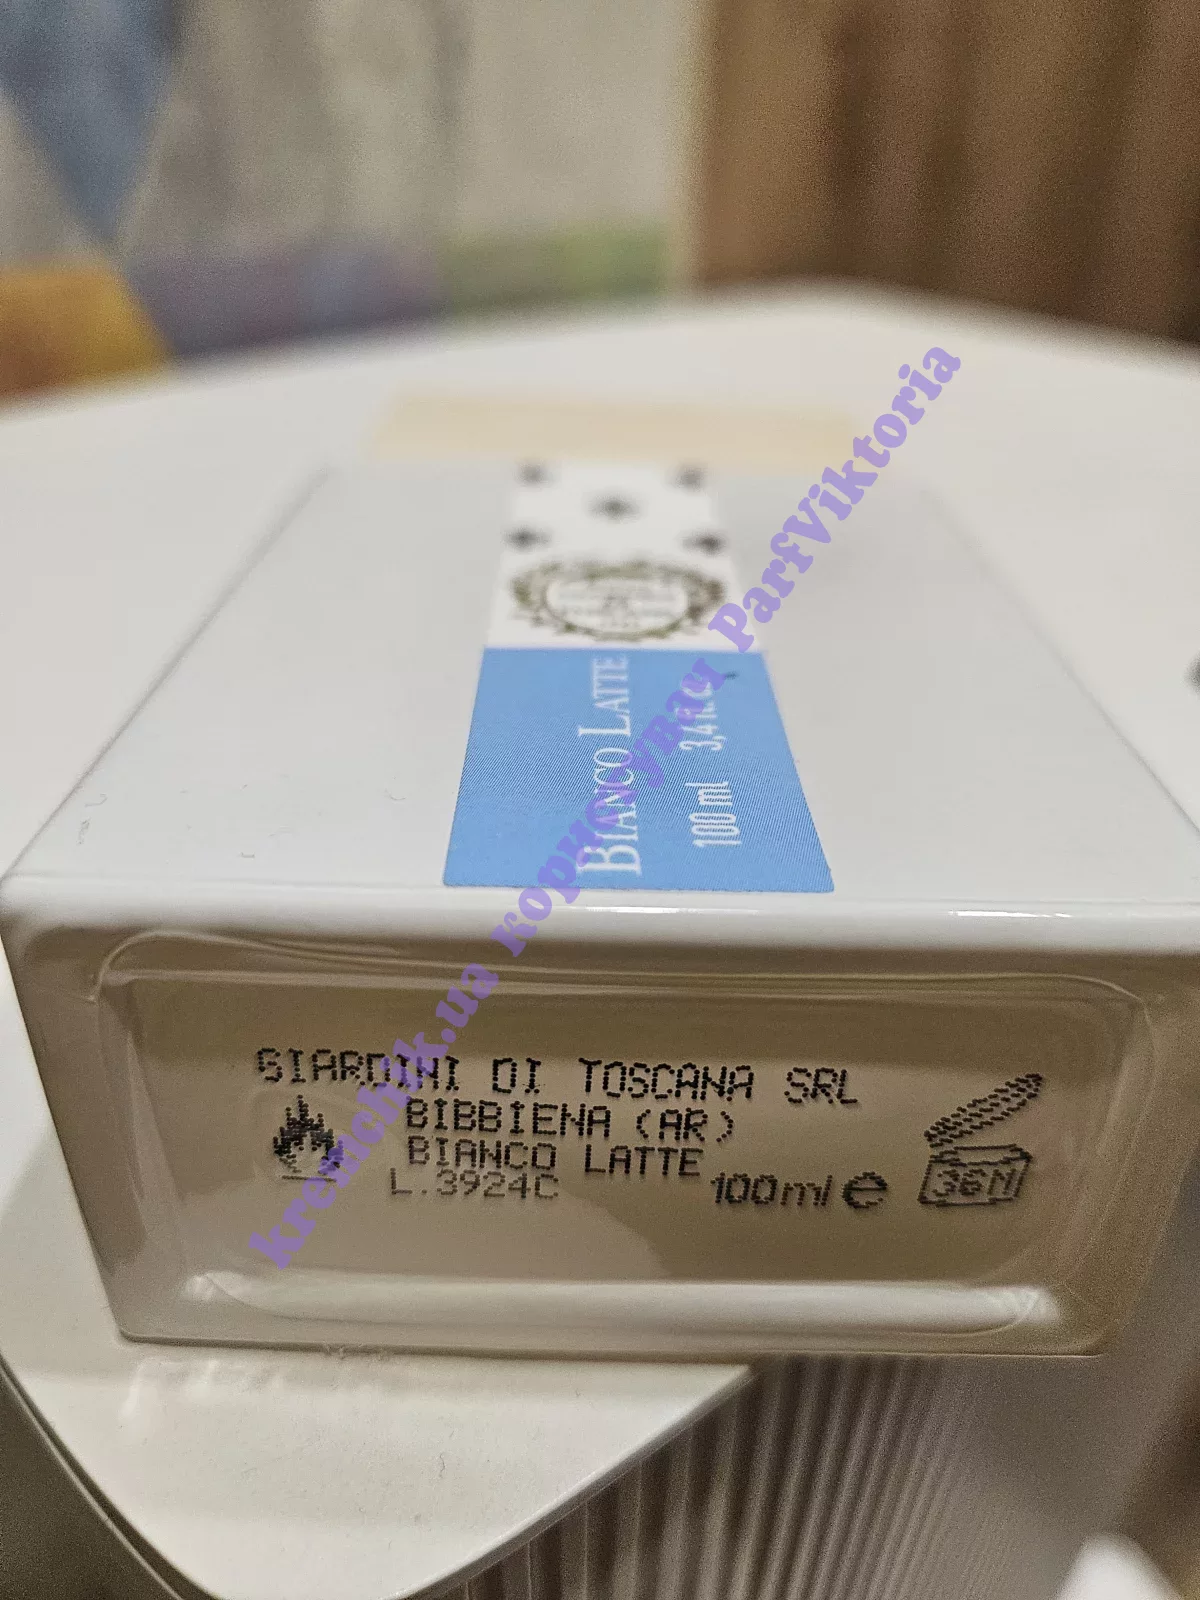 BIANCO LATTE
100 ml 3,4 fl.oz
GIARDINI DI TOSCANA SRL
BIBBIENA (AR)
BIANCO LATTE
L.3924C
100ml e
36M
kremchik.ua користувач ParfViktoria